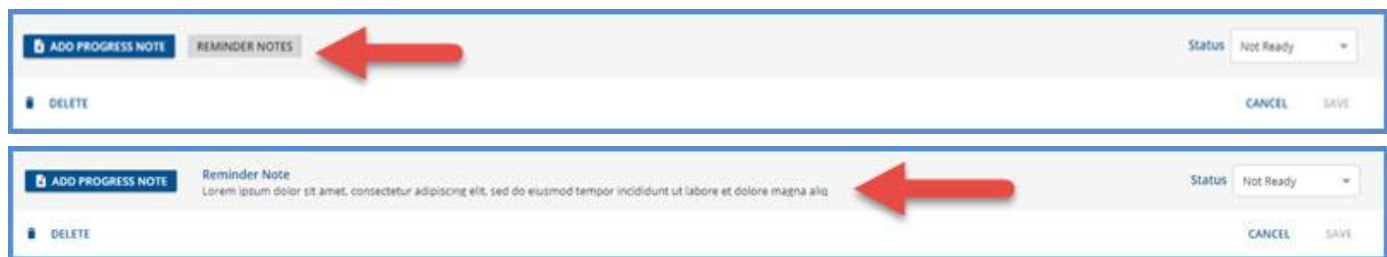 ADD PROGRESS NOTE REMINDER NOTES Status Not Ready
DELETE CANCEL SAVE
Reminder Note
ADD PROGRESS NOTE Lorem ipsum dolor sit amet, consectetur adipiscing elit, sed do eiusmod tempor incididunt ut labore et dolore magna aliq Status Not Ready
DELETE CANCEL SAVE